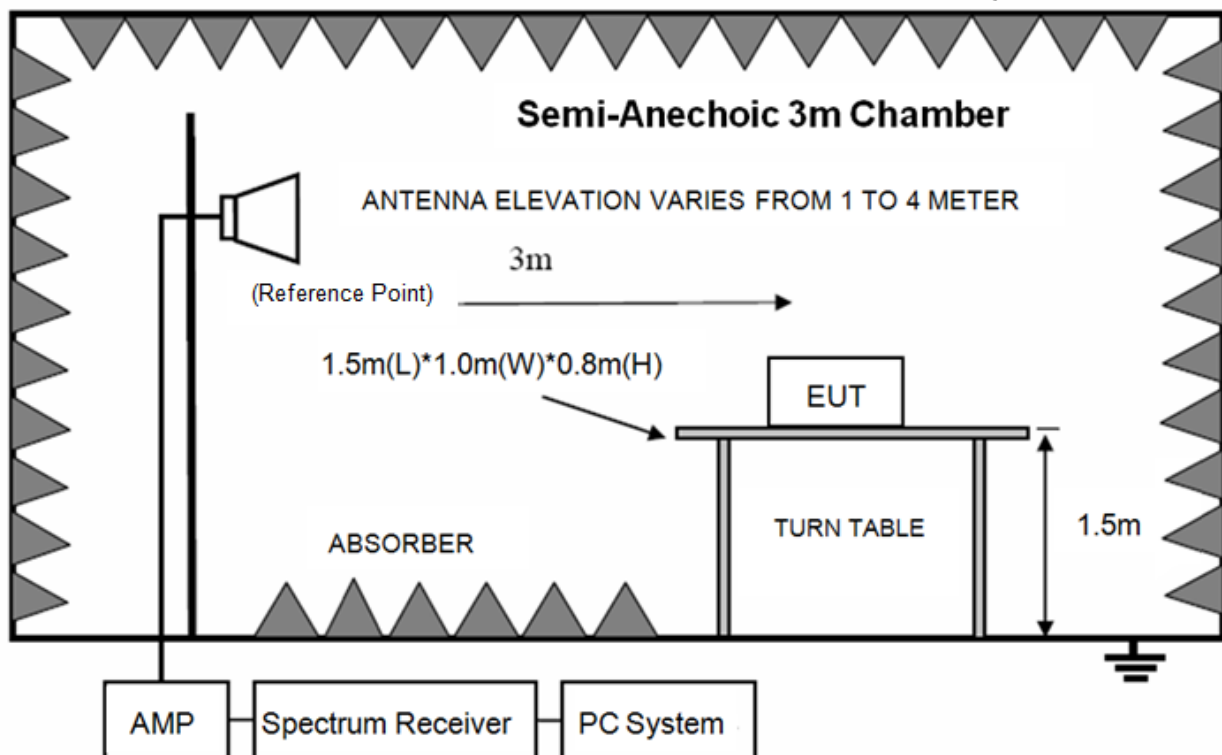 Semi-Anechoic 3m Chamber
ANTENNA ELEVATION VARIES FROM 1 TO 4 METER
3m
(Reference Point)
1.5m(L)*1.0m(W)*0.8m(H)
EUT
TURN TABLE
1.5m
ABSORBER
AMP
Spectrum Receiver
PC System